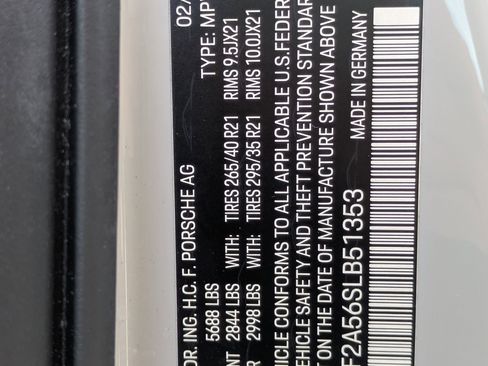 02/
DR. ING. H.C. F. PORSCHE AG
5688 LBS TYPE: MP
NT 2844 LBS WITH: TIRES 265/40 R21 RIMS 9.5JX21
2998 LBS WITH: TIRES 295/35 R21 RIMS 10.0JX21
VEHICLE CONFORMS TO ALL APPLICABLE U.S.FEDER
VEHICLE SAFETY AND THEFT PREVENTION STANDAR
T ON THE DATE OF MANUFACTURE SHOWN ABOVE
F2A56SLB51353 MADE IN GERMANY